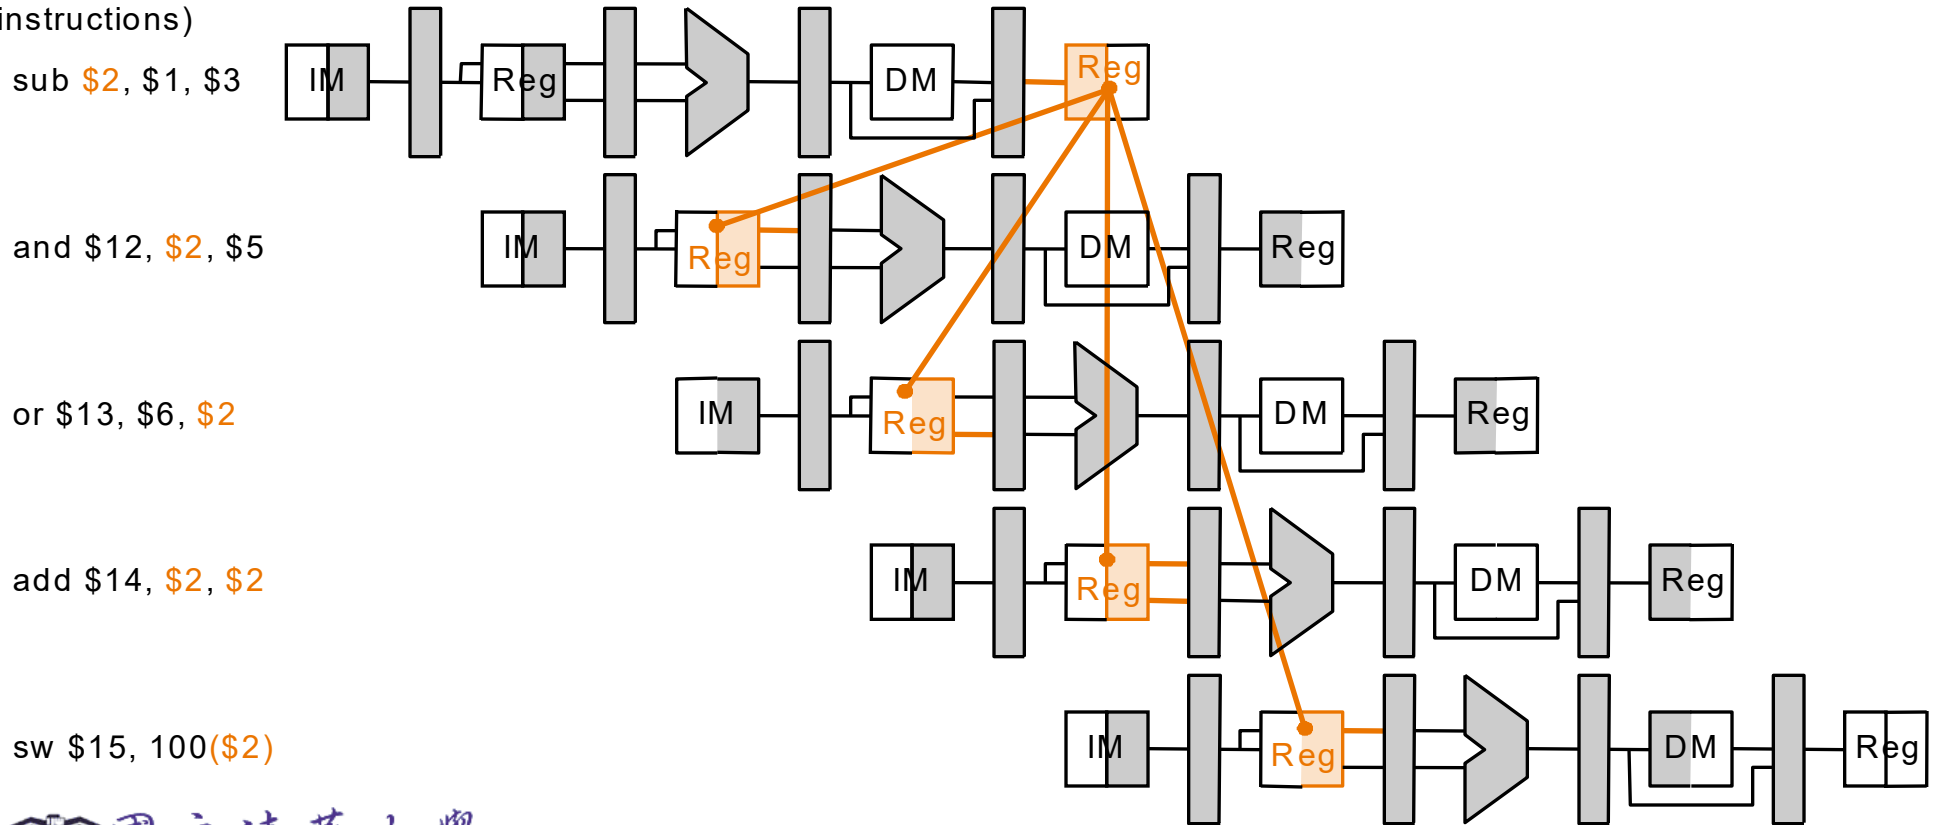 instructions)
sub $2, $1, $3 IM Reg DM Reg
and $12, $2, $5 IM Reg DM Reg
or $13, $6, $2 IM Reg DM Reg
add $14, $2, $2 IM Reg DM Reg
sw $15, 100($2) IM Reg DM Reg